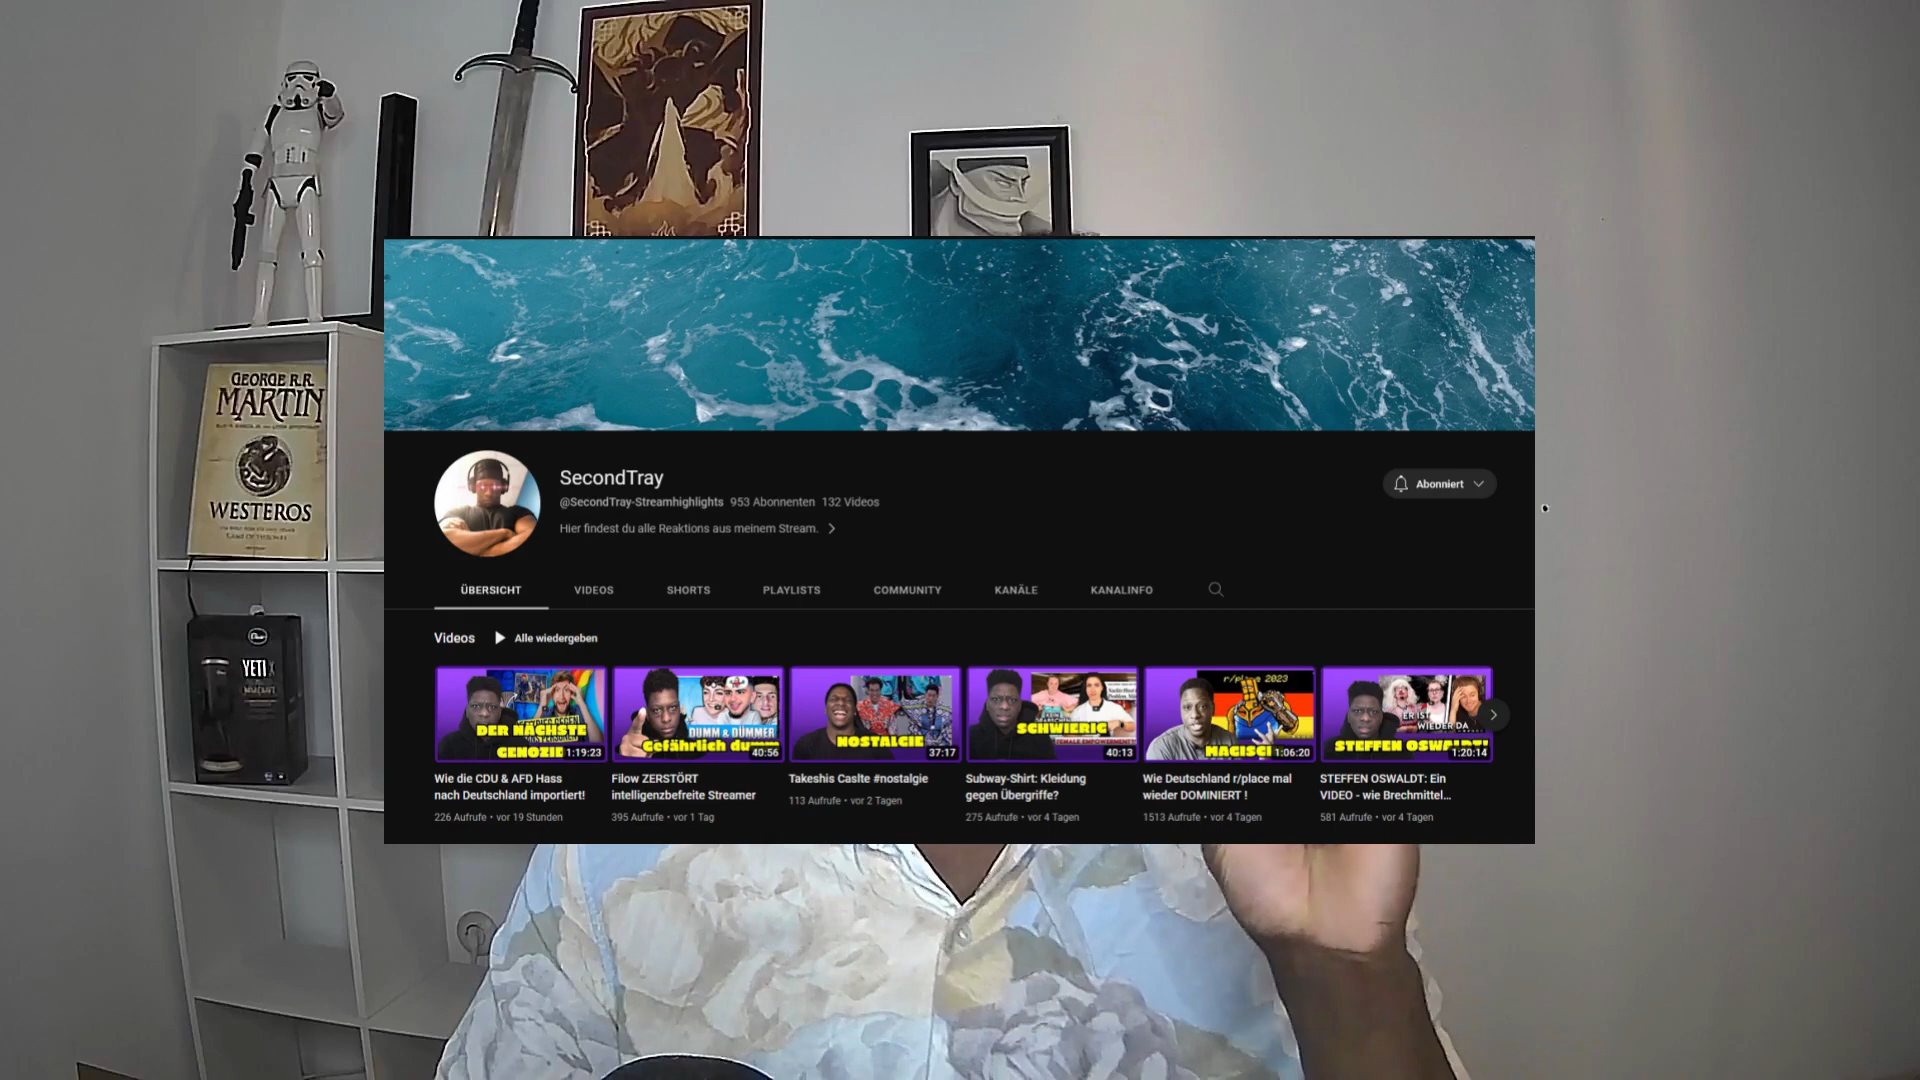 GEORGE R.R.
MARTIN
WESTEROS
YETI X
SecondTray
@SecondTray-Streamhighlights 953 Abonnenten 132 Videos
Hier findest du alle Reaktions aus meinem Stream.
Abonniert
ÜBERSICHT VIDEOS SHORTS PLAYLISTS COMMUNITY KANÄLE KANALINFO
Videos Alle wiedergeben
DER NÄCHSTE
GENOZID
1:19:23
Wie die CDU & AFD Hass
nach Deutschland importiert!
226 Aufrufe • vor 19 Stunden
DUMM & DÜMMER
Gefährlich
40:56
Filow ZERSTÖRT
intelligenzbefreite Streamer
395 Aufrufe • vor 1 Tag
NOSTALGIE
37:17
Takeshis Caslte #nostalgie
113 Aufrufe • vor 2 Tagen
SCHWIERIG
40:13
Subway-Shirt: Kleidung
gegen Übergriffe?
275 Aufrufe • vor 4 Tagen
r/place 2023
1:06:20
Wie Deutschland r/place mal
wieder DOMINIERT !
1513 Aufrufe • vor 4 Tagen
ER IST
WIEDER DA
STEFFEN OSWALDT!
1:20:14
STEFFEN OSWALDT: Ein
VIDEO - wie Brechmittel...
581 Aufrufe • vor 4 Tagen